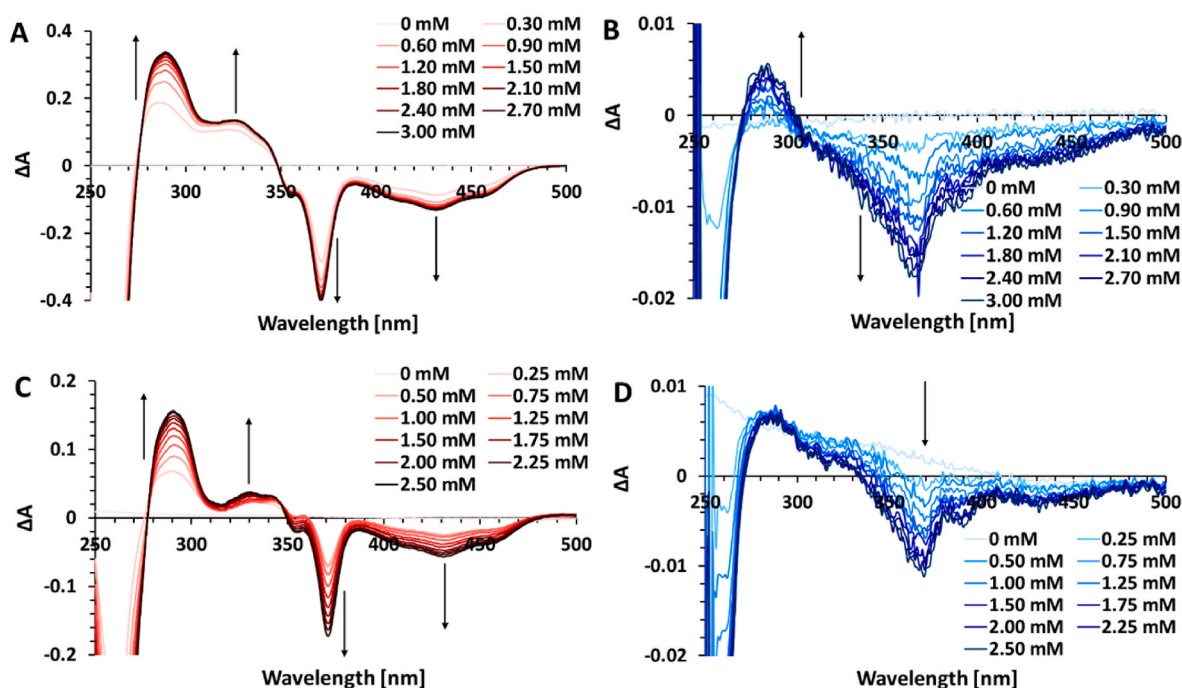 A
ΔA
0.4
0.2
0
-0.2
-0.4
250 300 350 400 450 500
Wavelength [nm]
0 mM 0.30 mM
0.60 mM 0.90 mM
1.20 mM 1.50 mM
1.80 mM 2.10 mM
2.40 mM 2.70 mM
3.00 mM
B
ΔA
0.01
0
-0.01
-0.02
250 300 350 400 450 500
Wavelength [nm]
0 mM 0.30 mM
0.60 mM 0.90 mM
1.20 mM 1.50 mM
1.80 mM 2.10 mM
2.40 mM 2.70 mM
3.00 mM
C
ΔA
0.2
0.1
0
-0.1
-0.2
250 300 350 400 450 500
Wavelength [nm]
0 mM 0.25 mM
0.50 mM 0.75 mM
1.00 mM 1.25 mM
1.50 mM 1.75 mM
2.00 mM 2.25 mM
2.50 mM
D
ΔA
0.01
0
-0.01
-0.02
250 300 350 400 450 500
Wavelength [nm]
0 mM 0.25 mM
0.50 mM 0.75 mM
1.00 mM 1.25 mM
1.50 mM 1.75 mM
2.00 mM 2.25 mM
2.50 mM